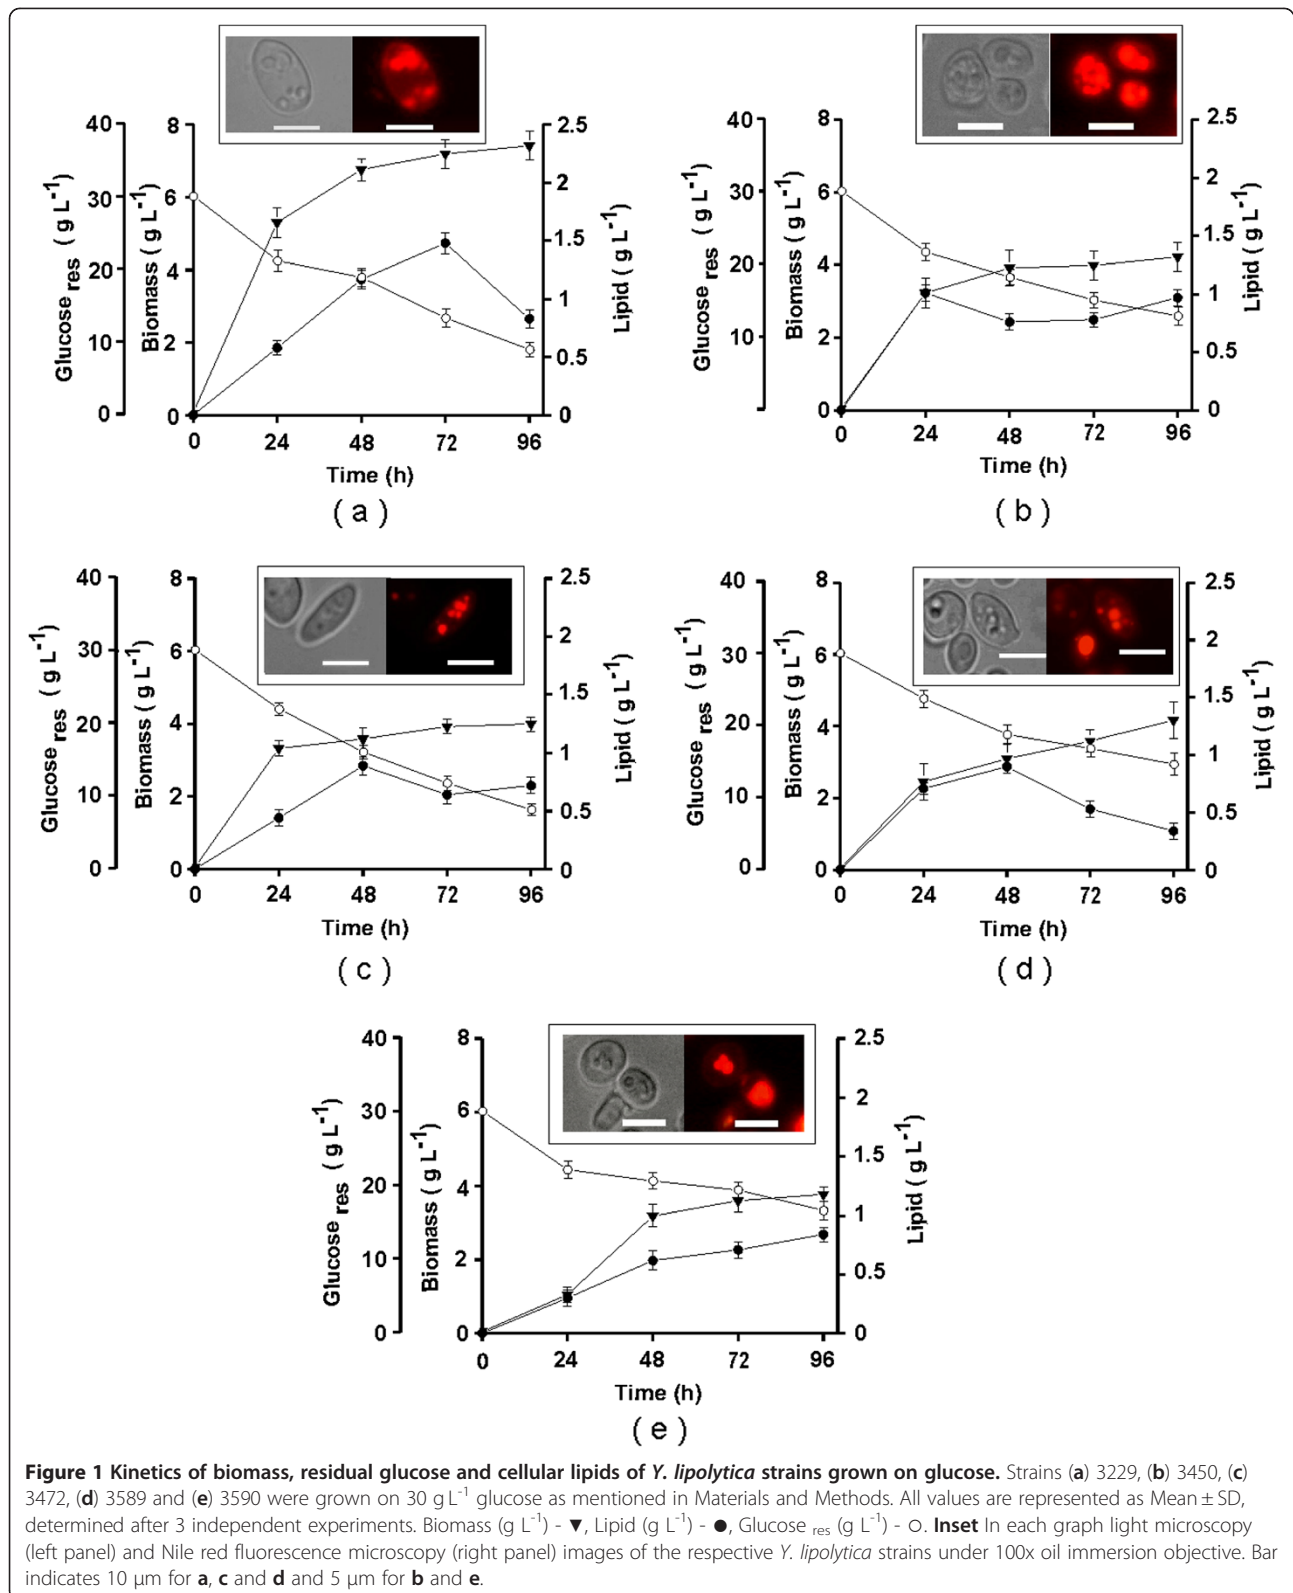 40
30
20
10
0
Glucose res ( g L-1)
8
6
4
2
0
Biomass ( g L-1)
2.5
2
1.5
1
0.5
0
Lipid ( g L-1)
0 24 48 72 96
Time (h)
( a )
40
30
20
10
0
Glucose res ( g L-1)
8
6
4
2
0
Biomass ( g L-1)
2.5
2
1.5
1
0.5
0
Lipid ( g L-1)
0 24 48 72 96
Time (h)
( b )
40
30
20
10
0
Glucose res ( g L-1)
8
6
4
2
0
Biomass ( g L-1)
2.5
2
1.5
1
0.5
0
Lipid ( g L-1)
0 24 48 72 96
Time (h)
( c )
40
30
20
10
0
Glucose res ( g L-1)
8
6
4
2
0
Biomass ( g L-1)
2.5
2
1.5
1
0.5
0
Lipid ( g L-1)
0 24 48 72 96
Time (h)
( d )
40
30
20
10
0
Glucose res ( g L-1)
8
6
4
2
0
Biomass ( g L-1)
2.5
2
1.5
1
0.5
0
Lipid ( g L-1)
0 24 48 72 96
Time (h)
( e )
Figure 1 Kinetics of biomass, residual glucose and cellular lipids of Y. lipolytica strains grown on glucose. Strains (a) 3229, (b) 3450, (c)
3472, (d) 3589 and (e) 3590 were grown on 30 g L-1 glucose as mentioned in Materials and Methods. All values are represented as Mean ± SD,
determined after 3 independent experiments. Biomass (g L-1) - ▼, Lipid (g L-1) - ●, Glucose res (g L-1) - ○. Inset In each graph light microscopy
(left panel) and Nile red fluorescence microscopy (right panel) images of the respective Y. lipolytica strains under 100x oil immersion objective. Bar
indicates 10 μm for a, c and d and 5 μm for b and e.